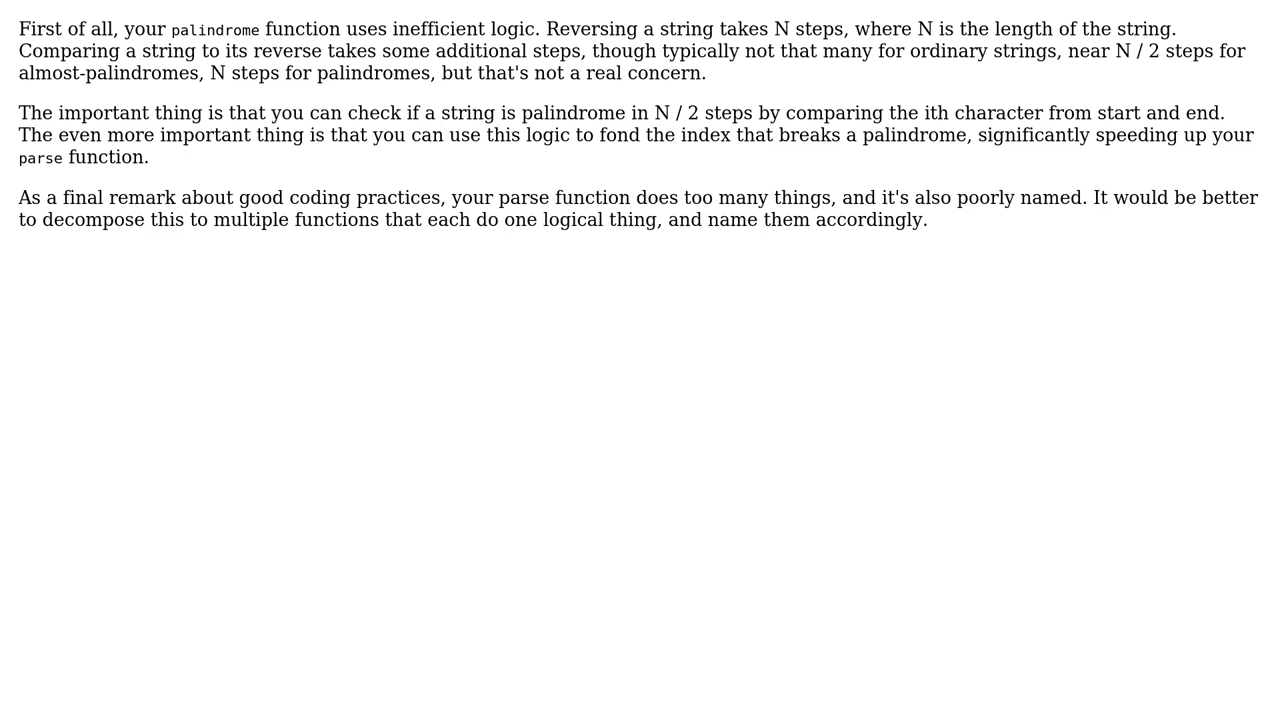 First of all, your palindrome function uses inefficient logic. Reversing a string takes N steps, where N is the length of the string.
Comparing a string to its reverse takes some additional steps, though typically not that many for ordinary strings, near N / 2 steps for
almost-palindromes, N steps for palindromes, but that's not a real concern.
The important thing is that you can check if a string is palindrome in N / 2 steps by comparing the ith character from start and end.
The even more important thing is that you can use this logic to fond the index that breaks a palindrome, significantly speeding up your
parse function.
As a final remark about good coding practices, your parse function does too many things, and it's also poorly named. It would be better
to decompose this to multiple functions that each do one logical thing, and name them accordingly.